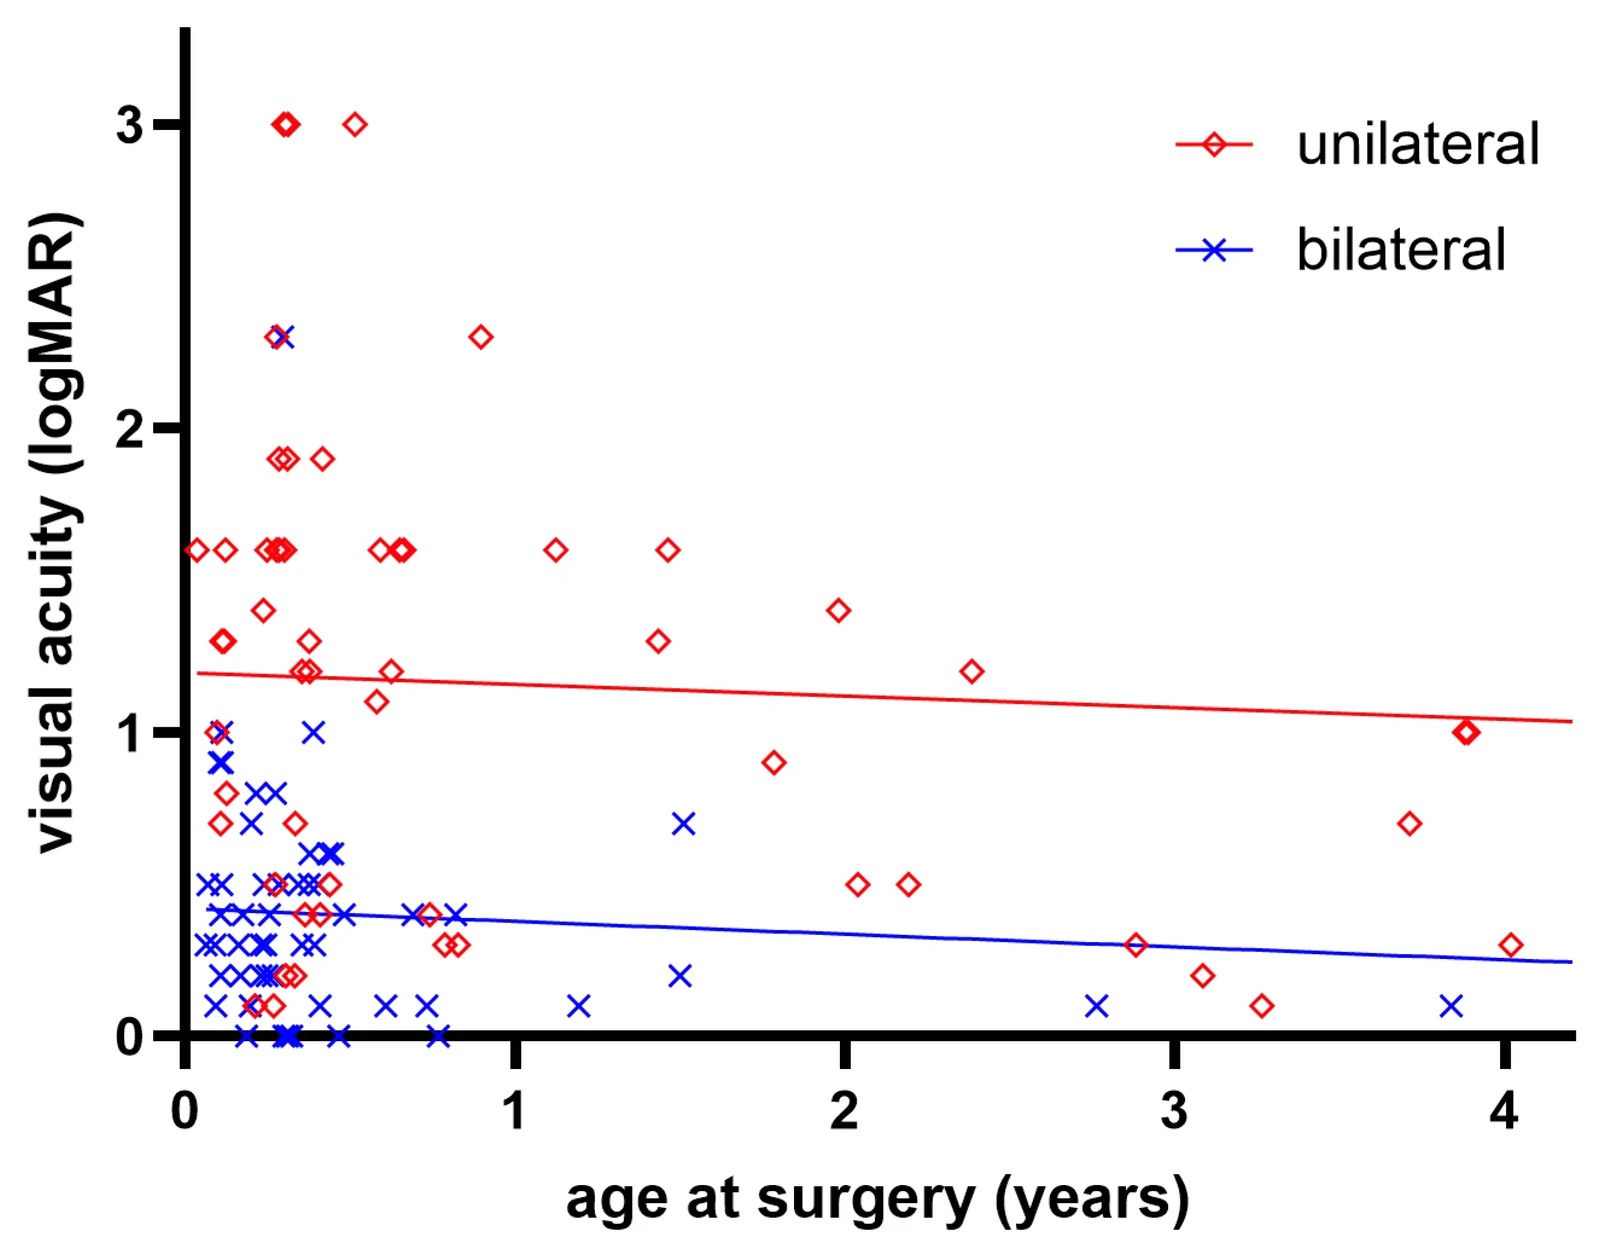 visual acuity (logMAR)
3
2
1
0
unilateral
bilateral
0 1 2 3 4
age at surgery (years)